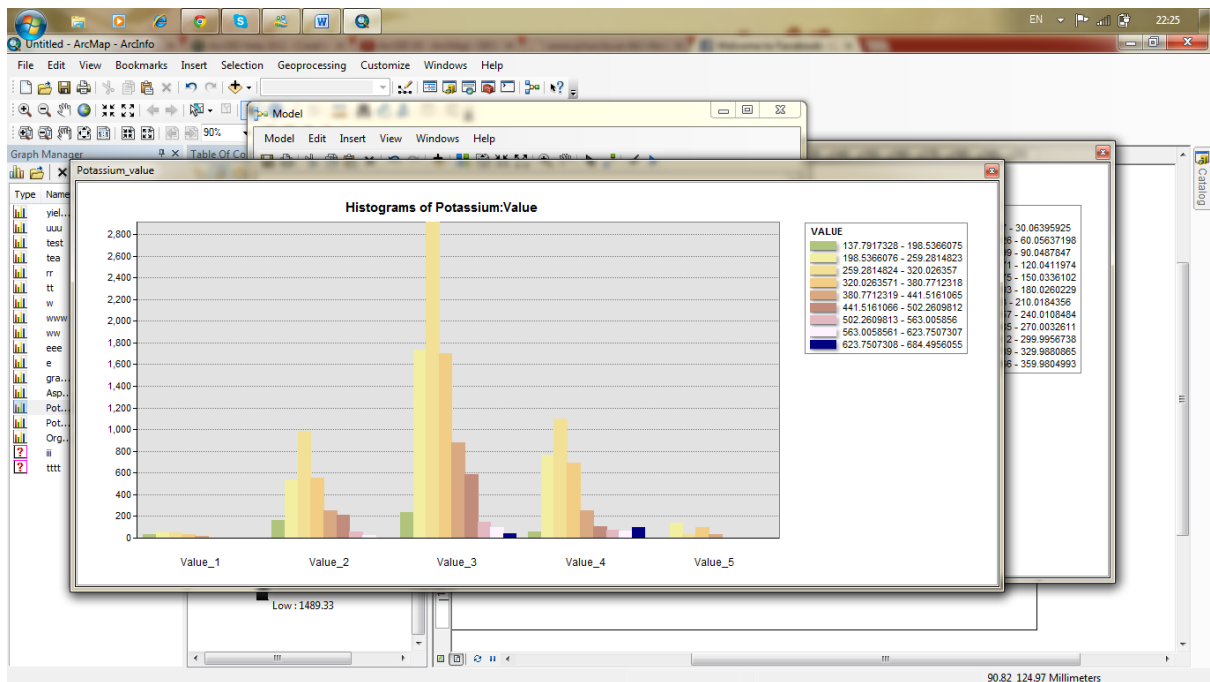 EN
22:25
Untitled - ArcMap - ArcInfo
File Edit View Bookmarks Insert Selection Geoprocessing Customize Windows Help
90%
Model
Model Edit Insert View Windows Help
Graph Manager
Table Of Co
Type Name
yiel...
uuu
test
tea
rr
tt
w
www
ww
eee
e
gra...
Asp...
Pot...
Pot...
Org...
iii
tttt
Potassium_value
Histograms of Potassium:Value
2,800
2,600
2,400
2,200
2,000
1,800
1,600
1,400
1,200
1,000
800
600
400
200
0
Value_1 Value_2 Value_3 Value_4 Value_5
VALUE
137.7917328 - 198.5366075
198.5366076 - 259.2814823
259.2814824 - 320.026357
320.0263571 - 380.7712318
380.7712319 - 441.5161065
441.5161066 - 502.2609812
502.2609813 - 563.005856
563.0058561 - 623.7507307
623.7507308 - 684.4956055
- 30.06395925
- 60.05637198
- 90.0487847
- 120.0411974
- 150.0336102
- 180.0260229
- 210.0184356
- 240.0108484
- 270.0032611
- 299.9956738
- 329.9880865
- 359.9804993
Catalog
Low : 1489.33
90.82 124.97 Millimeters